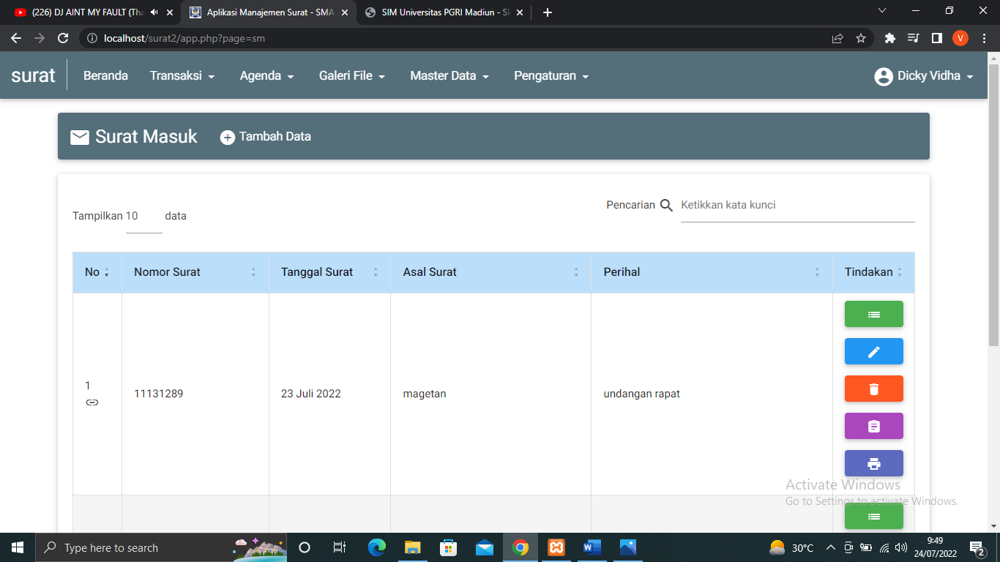 (226) DJ AINT MY FAULT (Tha
Aplikasi Manajemen Surat - SMA
SIM Universitas PGRI Madiun - S
localhost/surat2/app.php?page=sm
V
surat
Beranda
Transaksi
Agenda
Galeri File
Master Data
Pengaturan
Dicky Vidha
Surat Masuk
Tambah Data
Tampilkan 10 data
Pencarian
Ketikkan kata kunci
No
Nomor Surat
Tanggal Surat
Asal Surat
Perihal
Tindakan
1
11131289
23 Juli 2022
magetan
undangan rapat
Activate Windows
Go to Settings to activate Windows.
Type here to search
30°C
9:49
24/07/2022
2